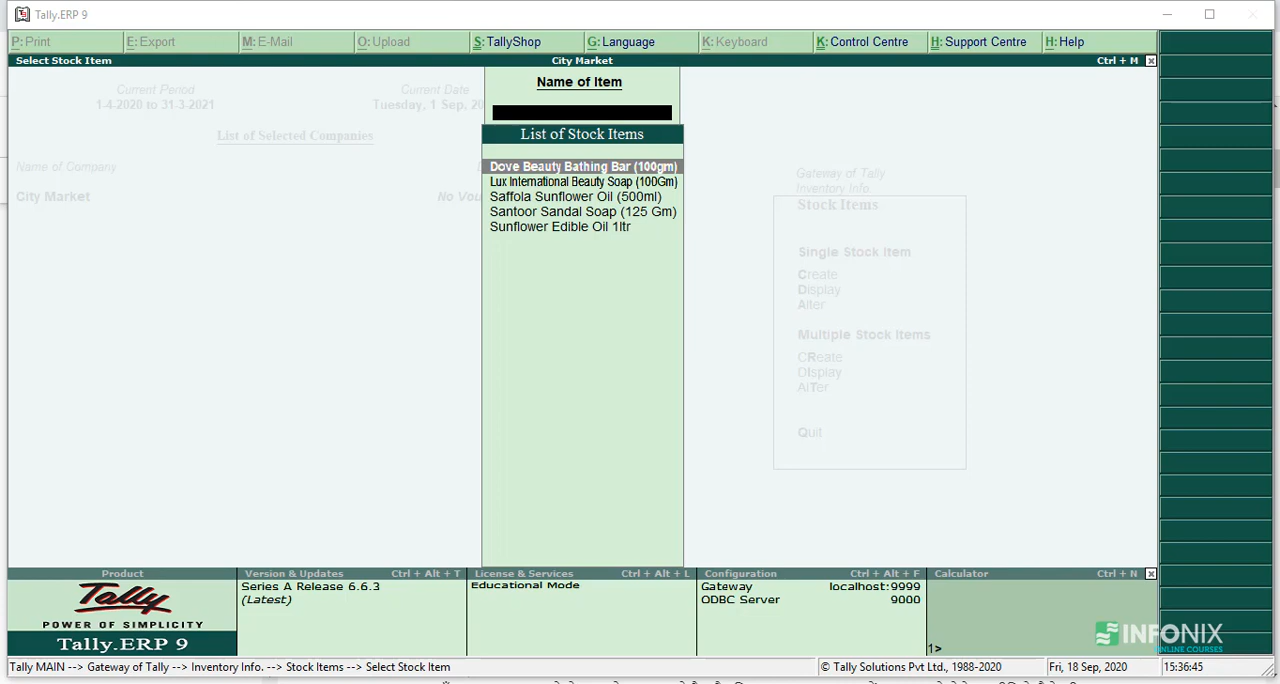 Tally.ERP 9
P: Print
E: Export
M: E-Mail
O: Upload
S: TallyShop
G: Language
K: Keyboard
K: Control Centre
H: Support Centre
H: Help
Select Stock Item
City Market
Ctrl + M
Current Period
1-4-2020 to 31-3-2021
Current Date
Tuesday, 1 Sep, 20
List of Selected Companies
Name of Company
City Market
No Vou
Name of Item
List of Stock Items
Dove Beauty Bathing Bar (100gm)
Lux International Beauty Soap (100Gm)
Saffola Sunflower Oil (500ml)
Santoor Sandal Soap (125 Gm)
Sunflower Edible Oil 1ltr
Gateway of Tally
Inventory Info.
Stock Items
Single Stock Item
Create
Display
Alter
Multiple Stock Items
CReate
DIsplay
AlTer
Quit
Product
Tally
POWER OF SIMPLICITY
Tally.ERP 9
Version & Updates Ctrl + Alt + T
Series A Release 6.6.3
(Latest)
License & Services Ctrl + Alt + L
Educational Mode
Configuration Ctrl + Alt + F
Gateway localhost:9999
ODBC Server 9000
Calculator Ctrl + N
1>
INFONIX
ONLINE COURSES
Tally MAIN --> Gateway of Tally --> Inventory Info. --> Stock Items --> Select Stock Item
© Tally Solutions Pvt Ltd., 1988-2020
Fri, 18 Sep, 2020
15:36:45